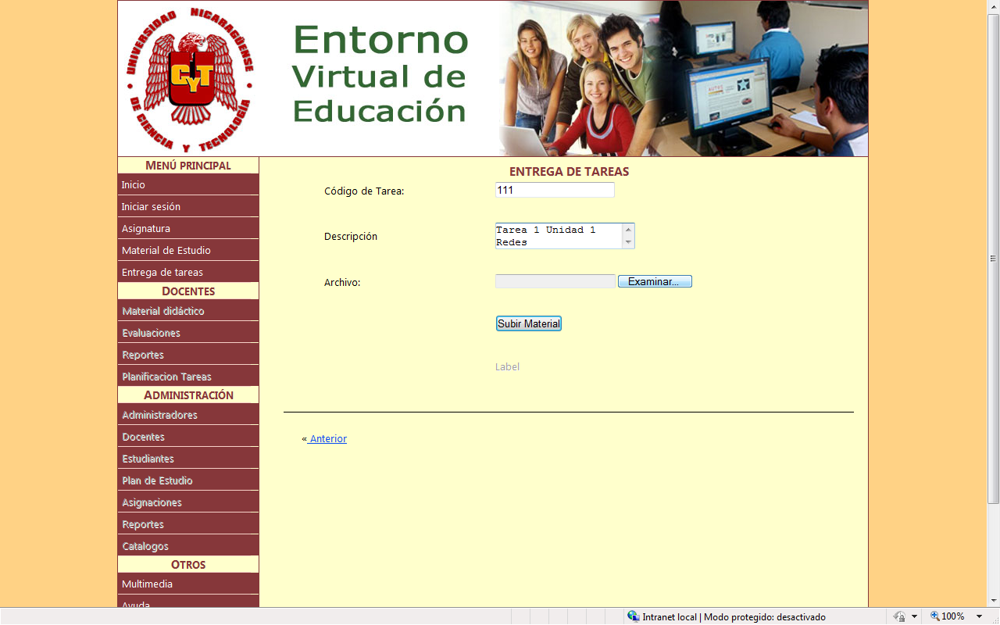 UNIVERSIDAD NICARAGÜENSE
CYT
DE CIENCIA Y TECNOLOGÍA
Entorno
Virtual de
Educación
MENÚ PRINCIPAL
Inicio
Iniciar sesión
Asignatura
Material de Estudio
Entrega de tareas
DOCENTES
Material didáctico
Evaluaciones
Reportes
Planificacion Tareas
ADMINISTRACIÓN
Administradores
Docentes
Estudiantes
Plan de Estudio
Asignaciones
Reportes
Catalogos
OTROS
Multimedia
Ayuda
ENTREGA DE TAREAS
Código de Tarea: 111
Descripción Tarea 1 Unidad 1
Redes
Archivo: Examinar...
Subir Material
Label
« Anterior
Intranet local | Modo protegido: desactivado 100%